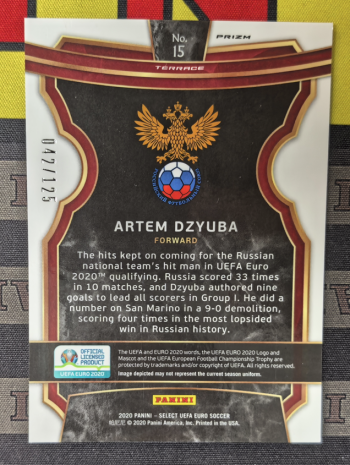 No.
15
PRIZM
TERRACE
042/125
ARTEM DZYUBA
FORWARD
The hits kept on coming for the Russian
national team's hit man in UEFA Euro
2020™ qualifying. Russia scored 33 times
in 10 matches, and Dzyuba authored nine
goals to lead all scorers in Group I. He did a
number on San Marino in a 9-0 demolition,
scoring four times in the most lopsided
win in Russian history.
OFFICIAL
LICENSED
PRODUCT
UEFA EURO 2020
The UEFA and EURO 2020 words, the UEFA EURO 2020 Logo and
Mascot and the UEFA European Football Championship Trophy are
protected by trademarks and/or copyright of UEFA. All rights reserved.
Image depicted may not represent the current season uniform.
PANINI
2020 PANINI – SELECT UEFA EURO SOCCER
© 2020 Panini America, Inc. Printed in the USA.